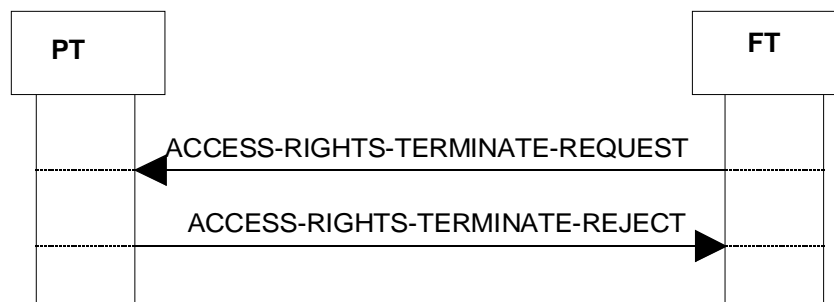 PT
FT
ACCESS-RIGHTS-TERMINATE-REQUEST
ACCESS-RIGHTS-TERMINATE-REJECT